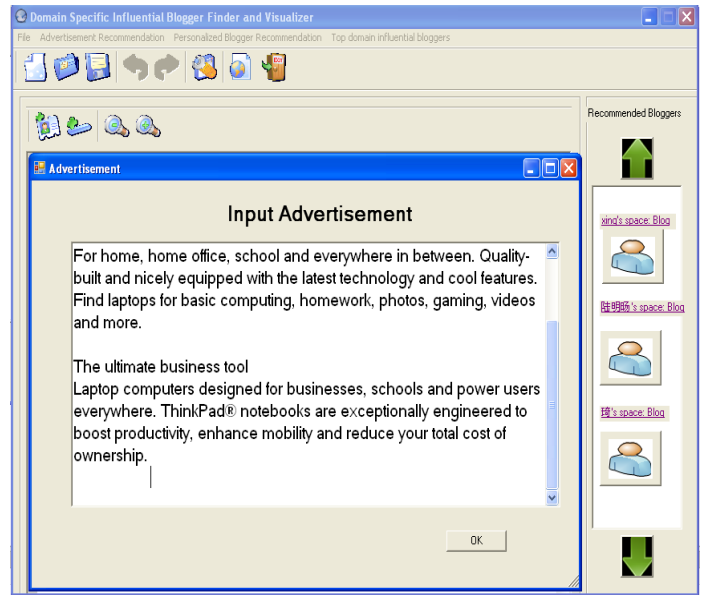 Domain Specific Influential Blogger Finder and Visualizer
File Advertisement Recommendation Personalized Blogger Recommendation Top domain influential bloggers
Recommended Bloggers
Advertisement
Input Advertisement
For home, home office, school and everywhere in between. Quality-
built and nicely equipped with the latest technology and cool features.
Find laptops for basic computing, homework, photos, gaming, videos
and more.
The ultimate business tool
Laptop computers designed for businesses, schools and power users
everywhere. ThinkPad® notebooks are exceptionally engineered to
boost productivity, enhance mobility and reduce your total cost of
ownership.
OK
xing's space: Blog
陆明旸's space: Blog
琦's space: Blog